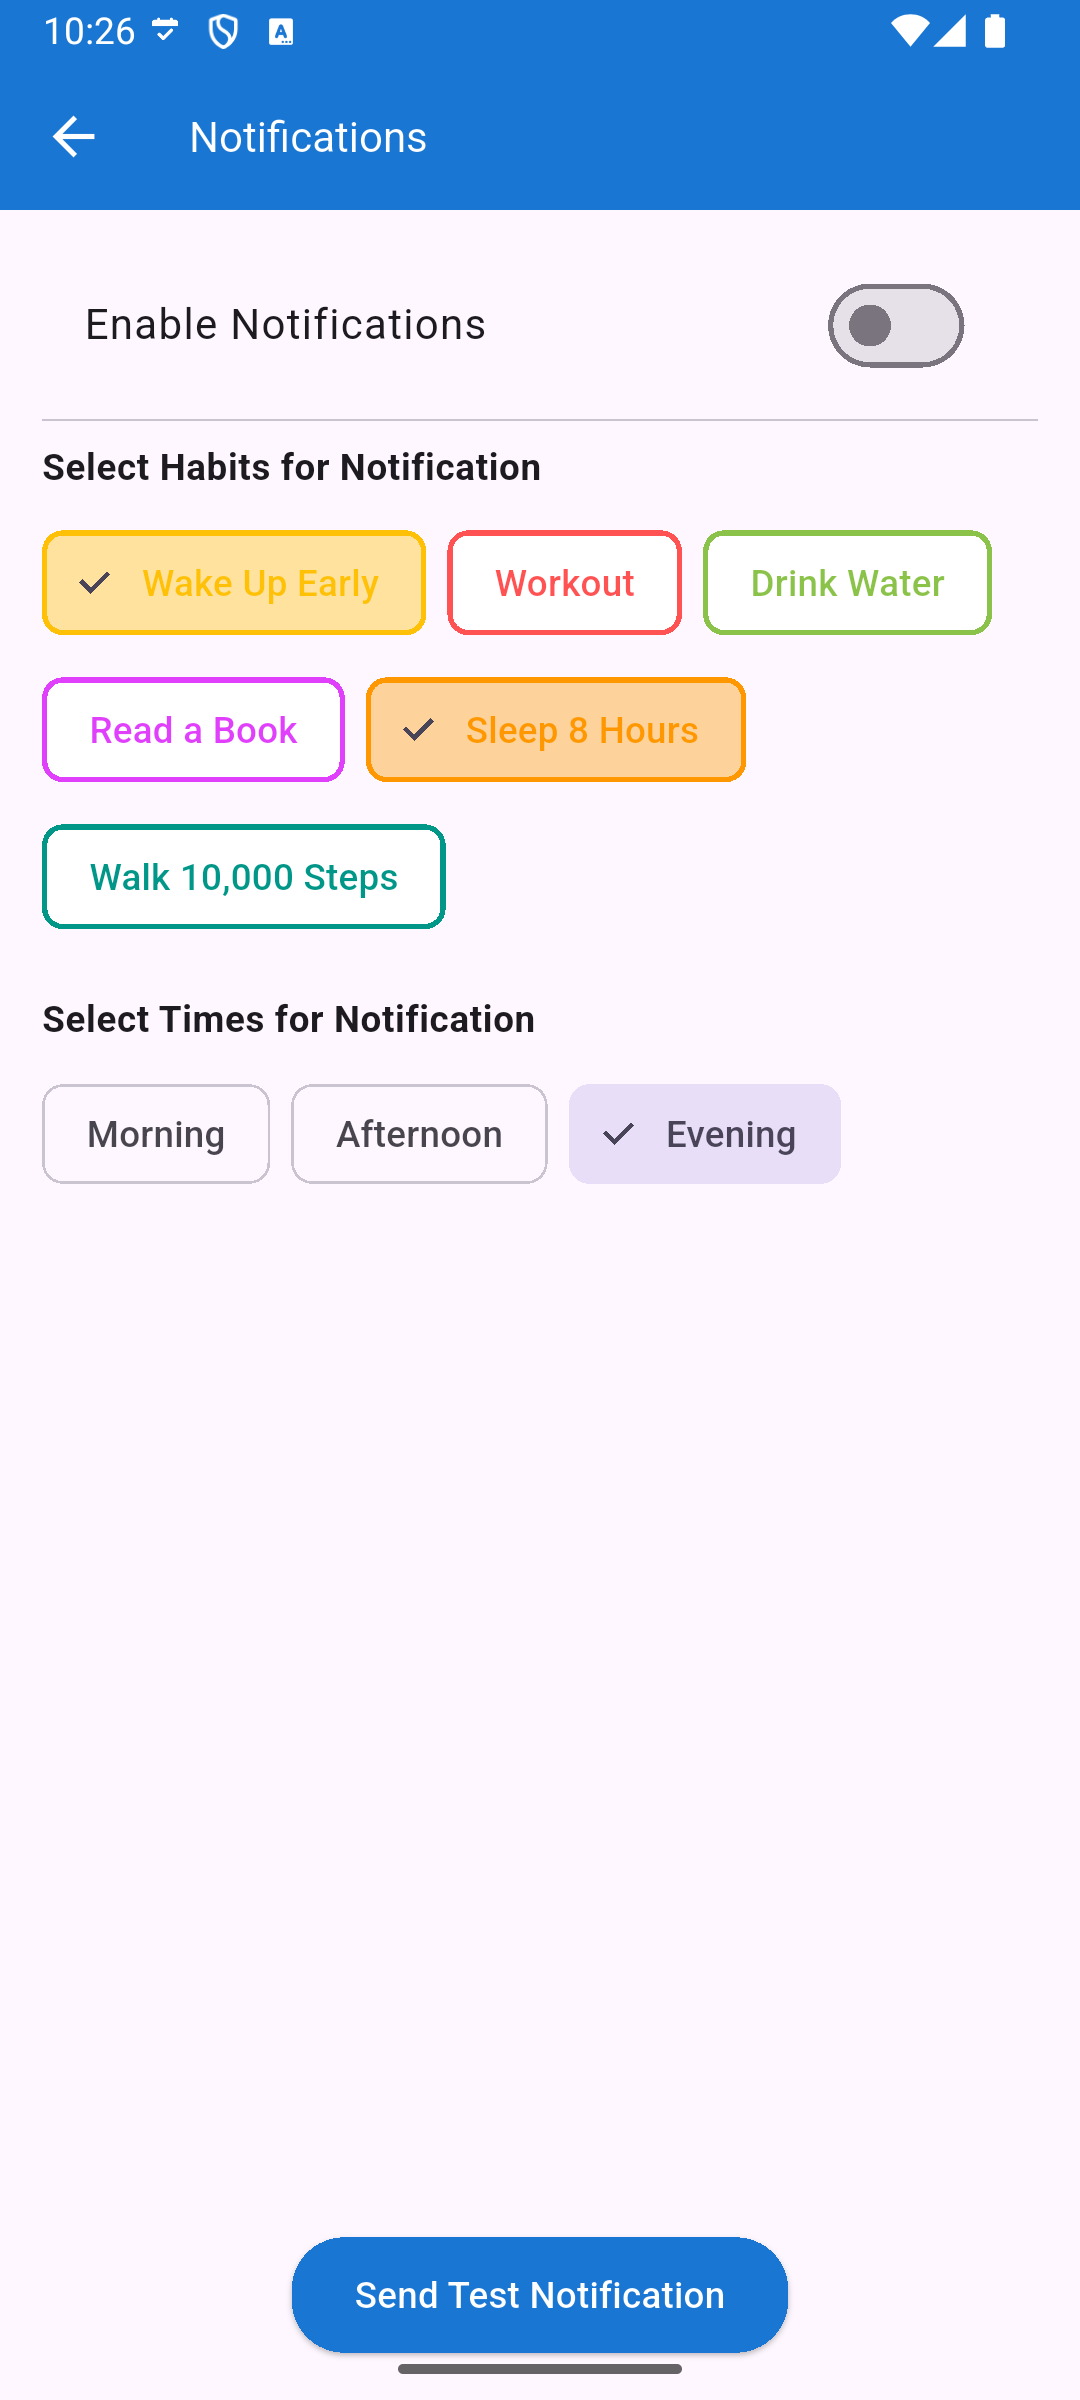 10:26
Notifications
Enable Notifications
Select Habits for Notification
Wake Up Early Workout Drink Water
Read a Book Sleep 8 Hours
Walk 10,000 Steps
Select Times for Notification
Morning Afternoon Evening
Send Test Notification